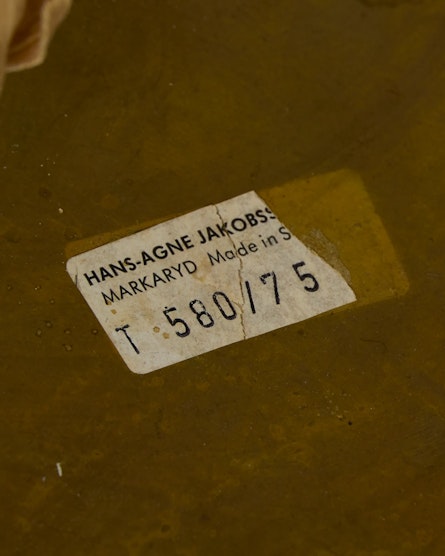 HANS-AGNE JAKOBSS
MARKARYD Made in S
T 580/75